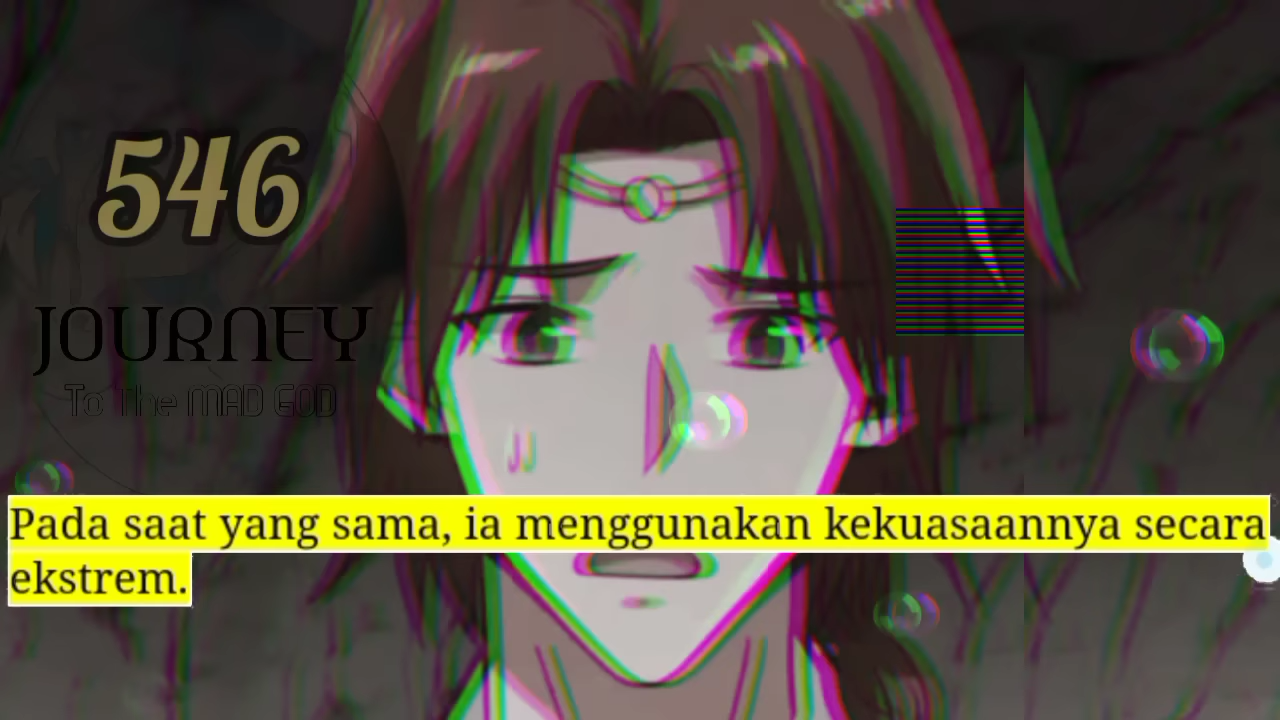 546
JOURNEY
To The MAD GOD
Pada saat yang sama, ia menggunakan kekuasaannya secara
ekstrem.